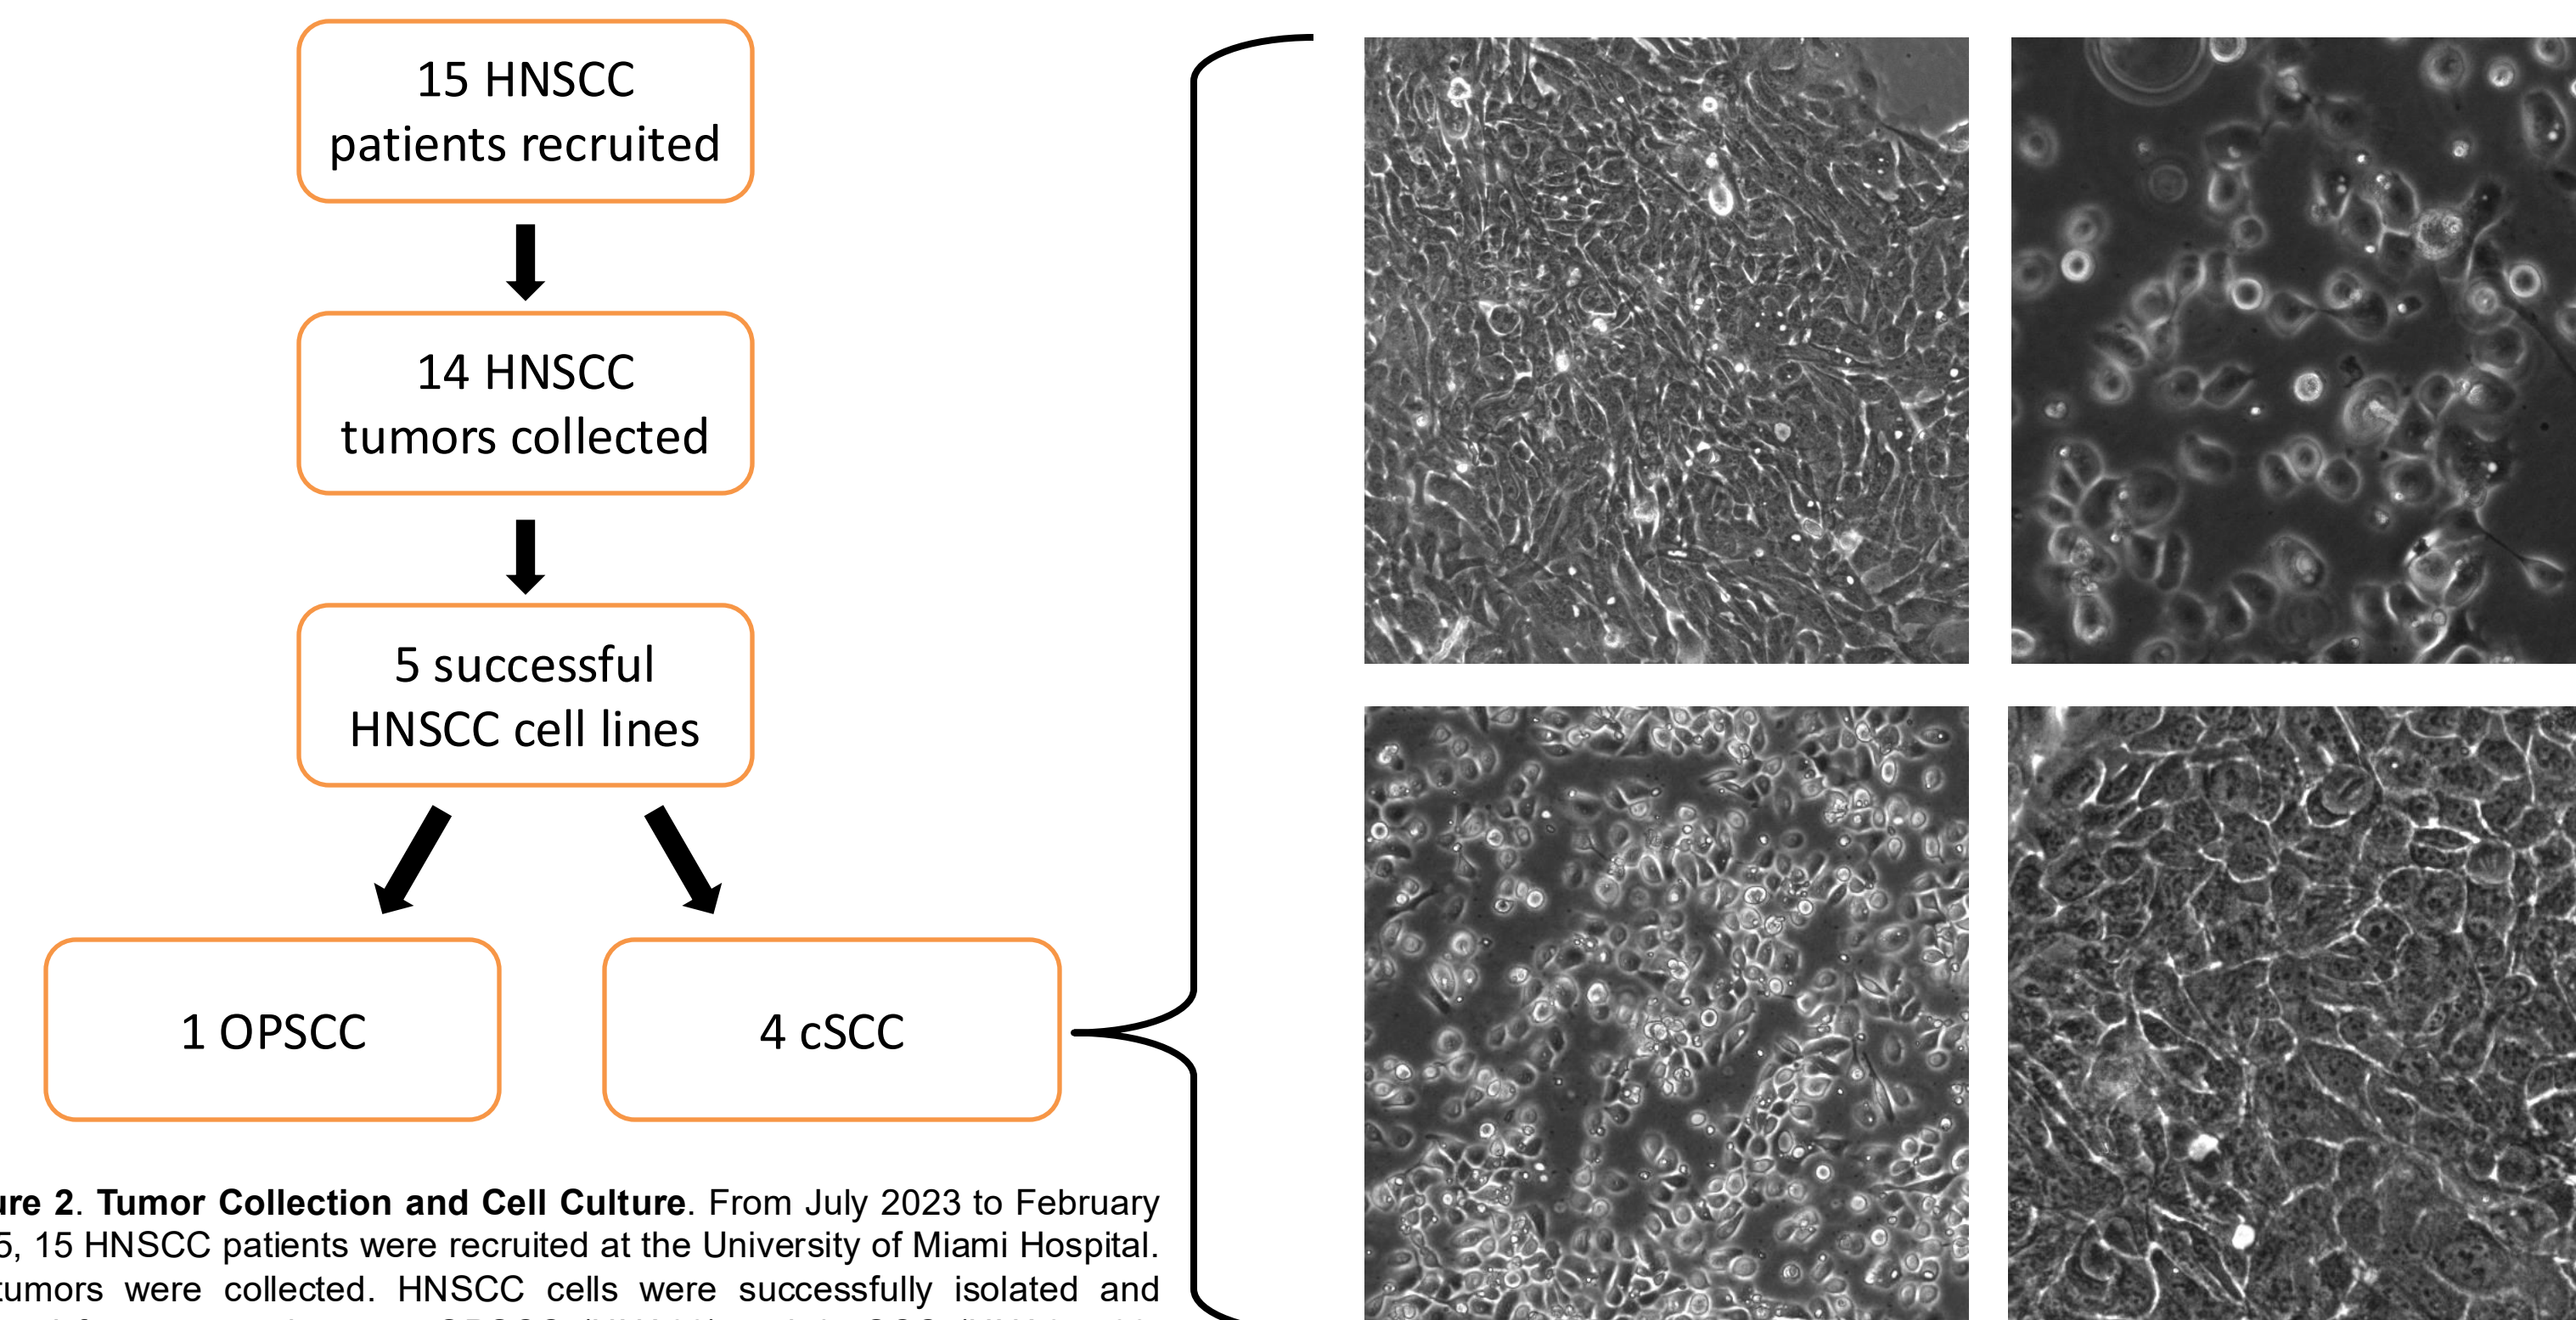 15 HNSCC
patients recruited
14 HNSCC
tumors collected
5 successful
HNSCC cell lines
1 OPSCC
4 cSCC
ure 2. Tumor Collection and Cell Culture. From July 2023 to February
5, 15 HNSCC patients were recruited at the University of Miami Hospital.
tumors were collected. HNSCC cells were successfully isolated and